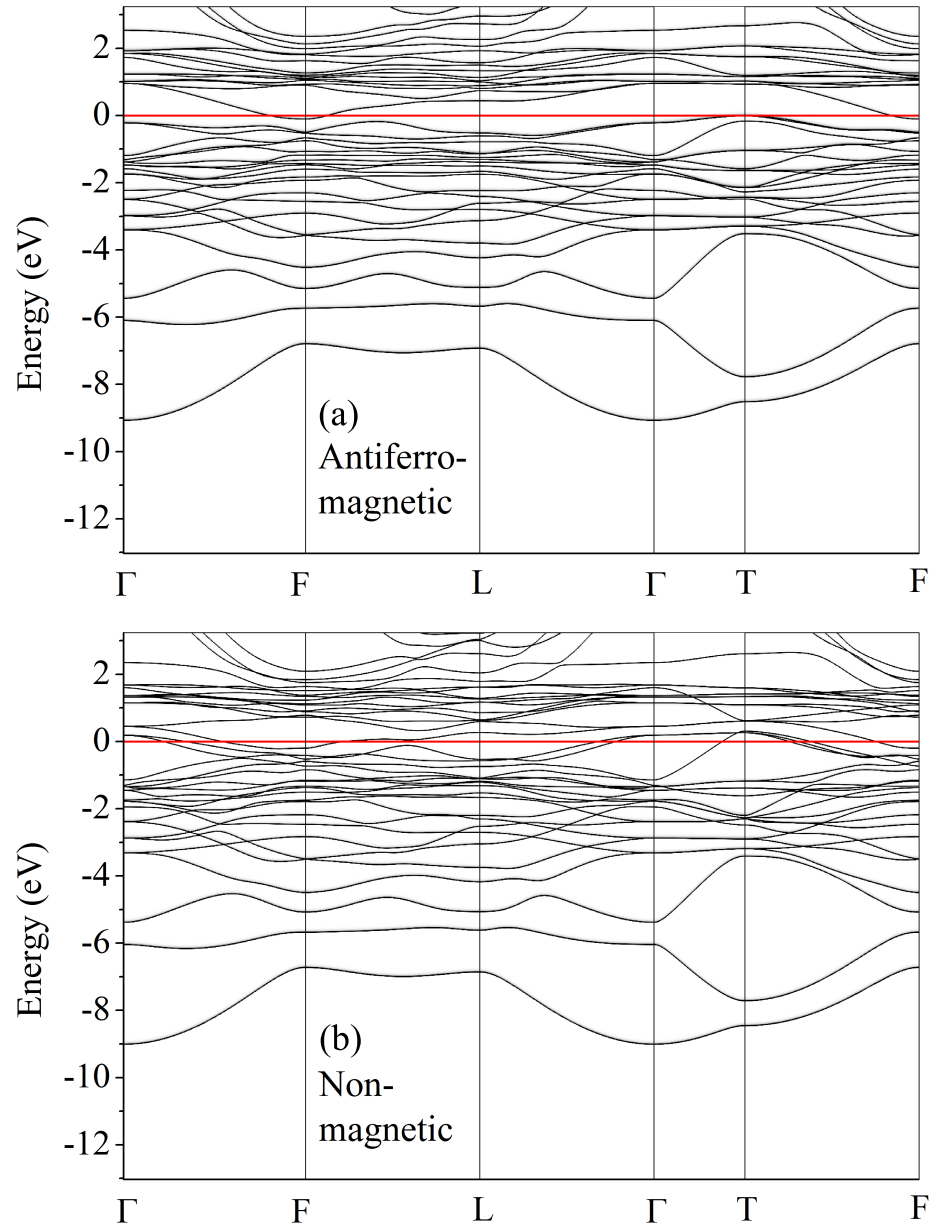 2
0
-2
-4
-6
-8
-10
-12
Energy (eV)
(a)
Antiferro-
magnetic
Γ F L Γ T F
2
0
-2
-4
-6
-8
-10
-12
Energy (eV)
(b)
Non-
magnetic
Γ F L Γ T F